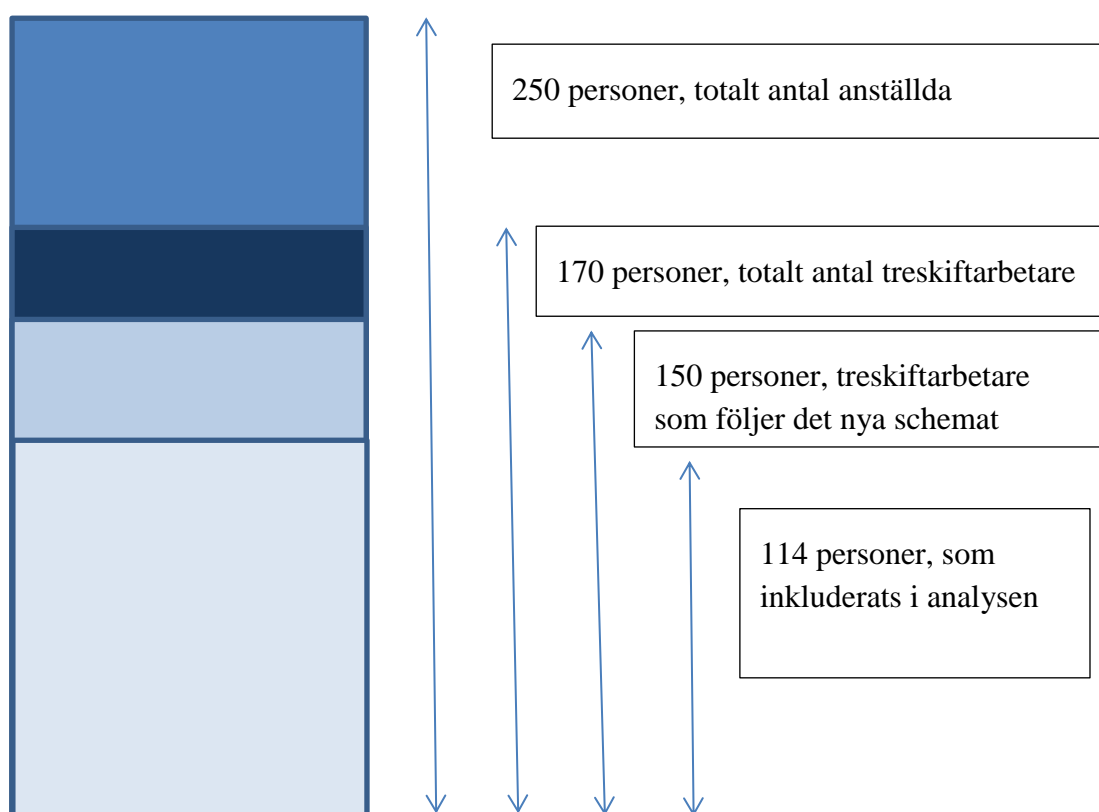 250 personer, totalt antal anställda
170 personer, totalt antal treskiftarbetare
150 personer, treskiftarbetare
som följer det nya schemat
114 personer, som
inkluderats i analysen